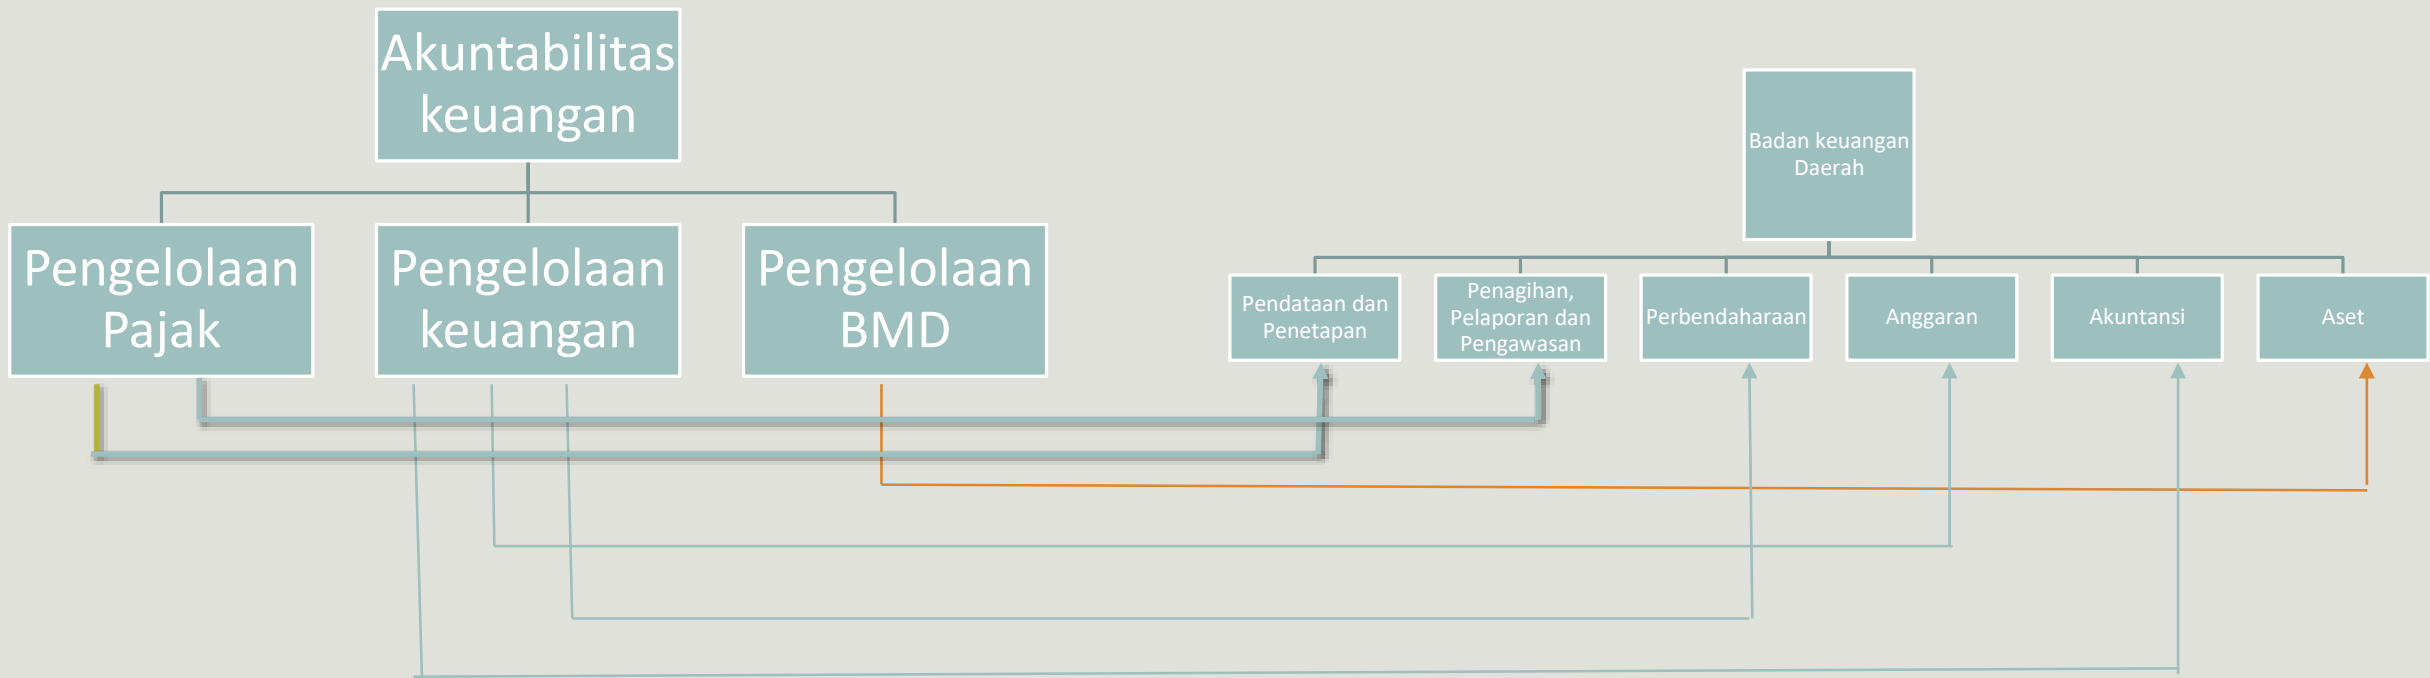 Akuntabilitas
keuangan
Pengelolaan
Pajak
Pengelolaan
keuangan
Pengelolaan
BMD
Badan keuangan
Daerah
Pendataan dan
Penetapan
Penagihan,
Pelaporan dan
Pengawasan
Perbendaharaan
Anggaran
Akuntansi
Aset